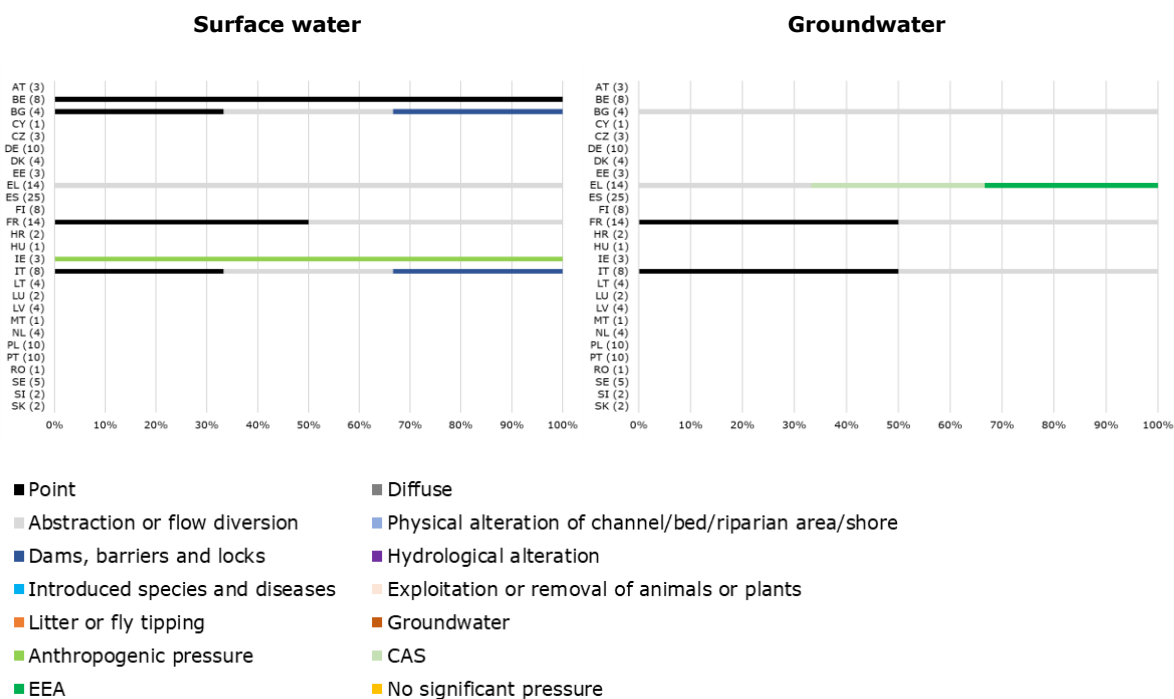 Surface water
Groundwater
AT (3)
BE (8)
BG (4)
CY (1)
CZ (3)
DE (10)
DK (4)
EE (3)
EL (14)
ES (25)
FI (8)
FR (14)
HR (2)
HU (1)
IE (3)
IT (8)
LT (4)
LU (2)
LV (4)
MT (1)
NL (4)
PL (10)
PT (10)
RO (1)
SE (5)
SI (2)
SK (2)
0% 10% 20% 30% 40% 50% 60% 70% 80% 90% 100%
AT (3)
BE (8)
BG (4)
CY (1)
CZ (3)
DE (10)
DK (4)
EE (3)
EL (14)
ES (25)
FI (8)
FR (14)
HR (2)
HU (1)
IE (3)
IT (8)
LT (4)
LU (2)
LV (4)
MT (1)
NL (4)
PL (10)
PT (10)
RO (1)
SE (5)
SI (2)
SK (2)
0% 10% 20% 30% 40% 50% 60% 70% 80% 90% 100%
Point
Diffuse
Abstraction or flow diversion
Physical alteration of channel/bed/riparian area/shore
Dams, barriers and locks
Hydrological alteration
Introduced species and diseases
Exploitation or removal of animals or plants
Litter or fly tipping
Groundwater
Anthropogenic pressure
CAS
EEA
No significant pressure